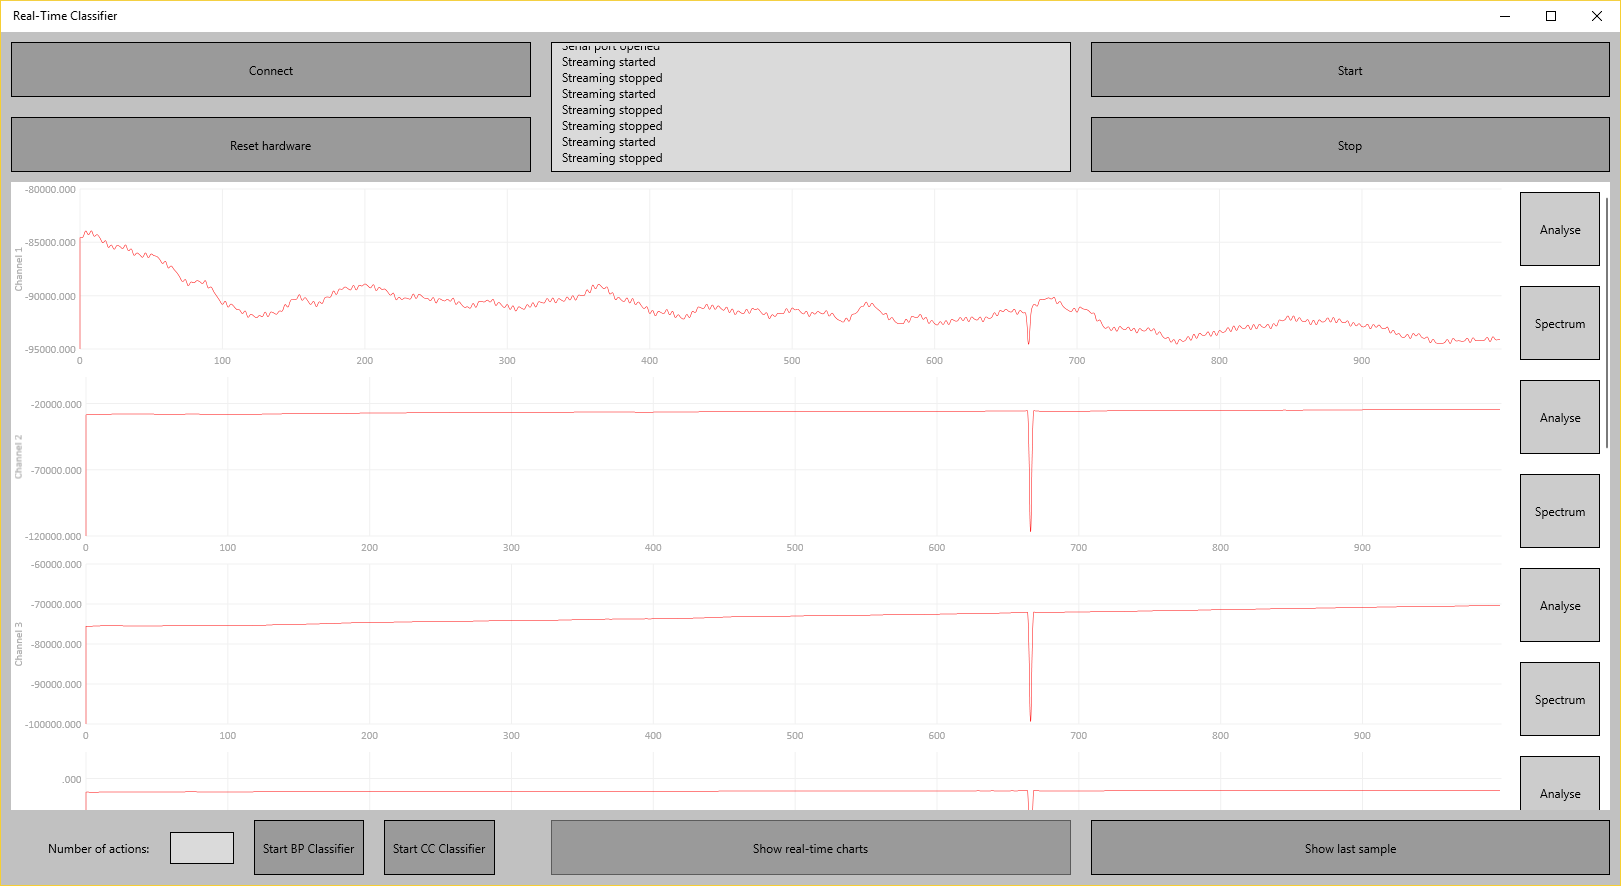 Real-Time Classifier
Connect
Reset hardware
Serial port opened
Streaming started
Streaming stopped
Streaming started
Streaming stopped
Streaming stopped
Streaming started
Streaming stopped
Start
Stop
Channel 1
-80000.000
-85000.000
-90000.000
-95000.000
0 100 200 300 400 500 600 700 800 900
Analyse
Spectrum
Channel 2
-20000.000
-70000.000
-120000.000
0 100 200 300 400 500 600 700 800 900
Analyse
Spectrum
Channel 3
-60000.000
-70000.000
-80000.000
-90000.000
-100000.000
0 100 200 300 400 500 600 700 800 900
Analyse
Spectrum
.000
Analyse
Number of actions:
Start BP Classifier
Start CC Classifier
Show real-time charts
Show last sample